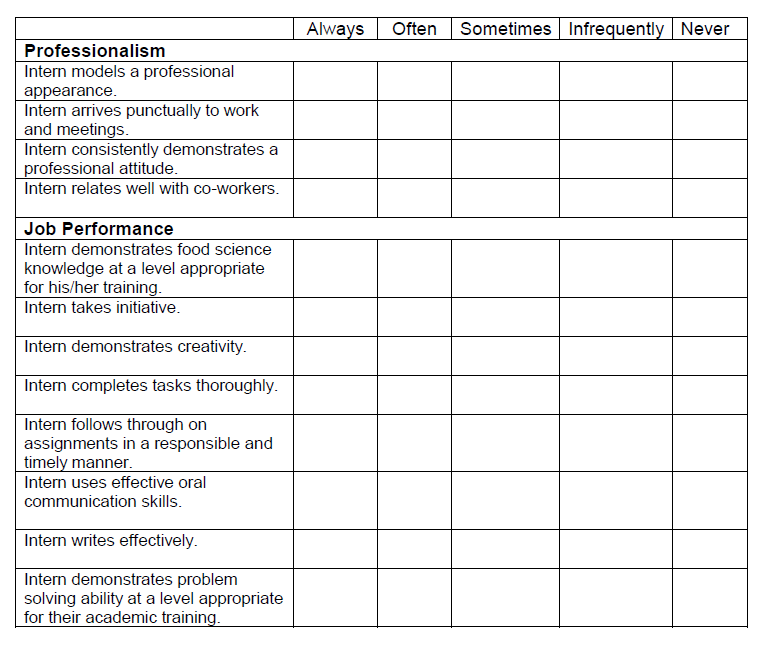 Always Often Sometimes Infrequently Never
Professionalism
Intern models a professional
appearance.
Intern arrives punctually to work
and meetings.
Intern consistently demonstrates a
professional attitude.
Intern relates well with co-workers.
Job Performance
Intern demonstrates food science
knowledge at a level appropriate
for his/her training.
Intern takes initiative.
Intern demonstrates creativity.
Intern completes tasks thoroughly.
Intern follows through on
assignments in a responsible and
timely manner.
Intern uses effective oral
communication skills.
Intern writes effectively.
Intern demonstrates problem
solving ability at a level appropriate
for their academic training.